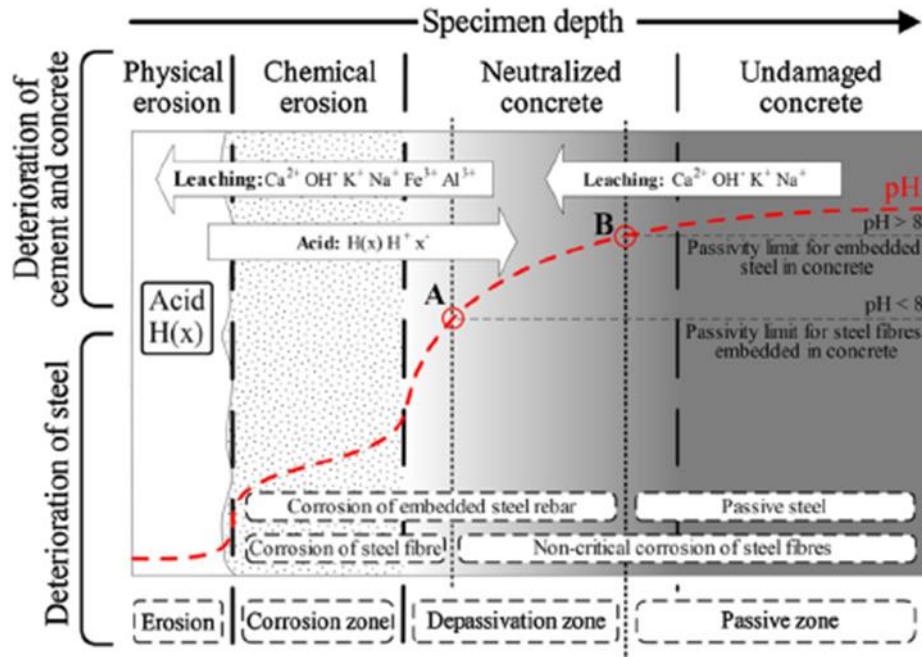 Specimen depth
Deterioration of
cement and concrete
Deterioration of steel
Physical
erosion
Chemical
erosion
Neutralized
concrete
Undamaged
concrete
Leaching:Ca²⁺ OH⁻ K⁺ Na⁺ Fe³⁺ Al³⁺
Leaching: Ca²⁺ OH⁻ K⁺ Na⁺
pH
Acid: H(x) H⁺ x⁻
B
pH > 8
Passivity limit for embedded
steel in concrete
Acid
H(x)
A
pH < 8
Passivity limit for steel fibres
embedded in concrete
Corrosion of embedded steel rebar
Passive steel
Corrosion of steel fibre
Non-critical corrosion of steel fibres
Erosion
Corrosion zone
Depassivation zone
Passive zone